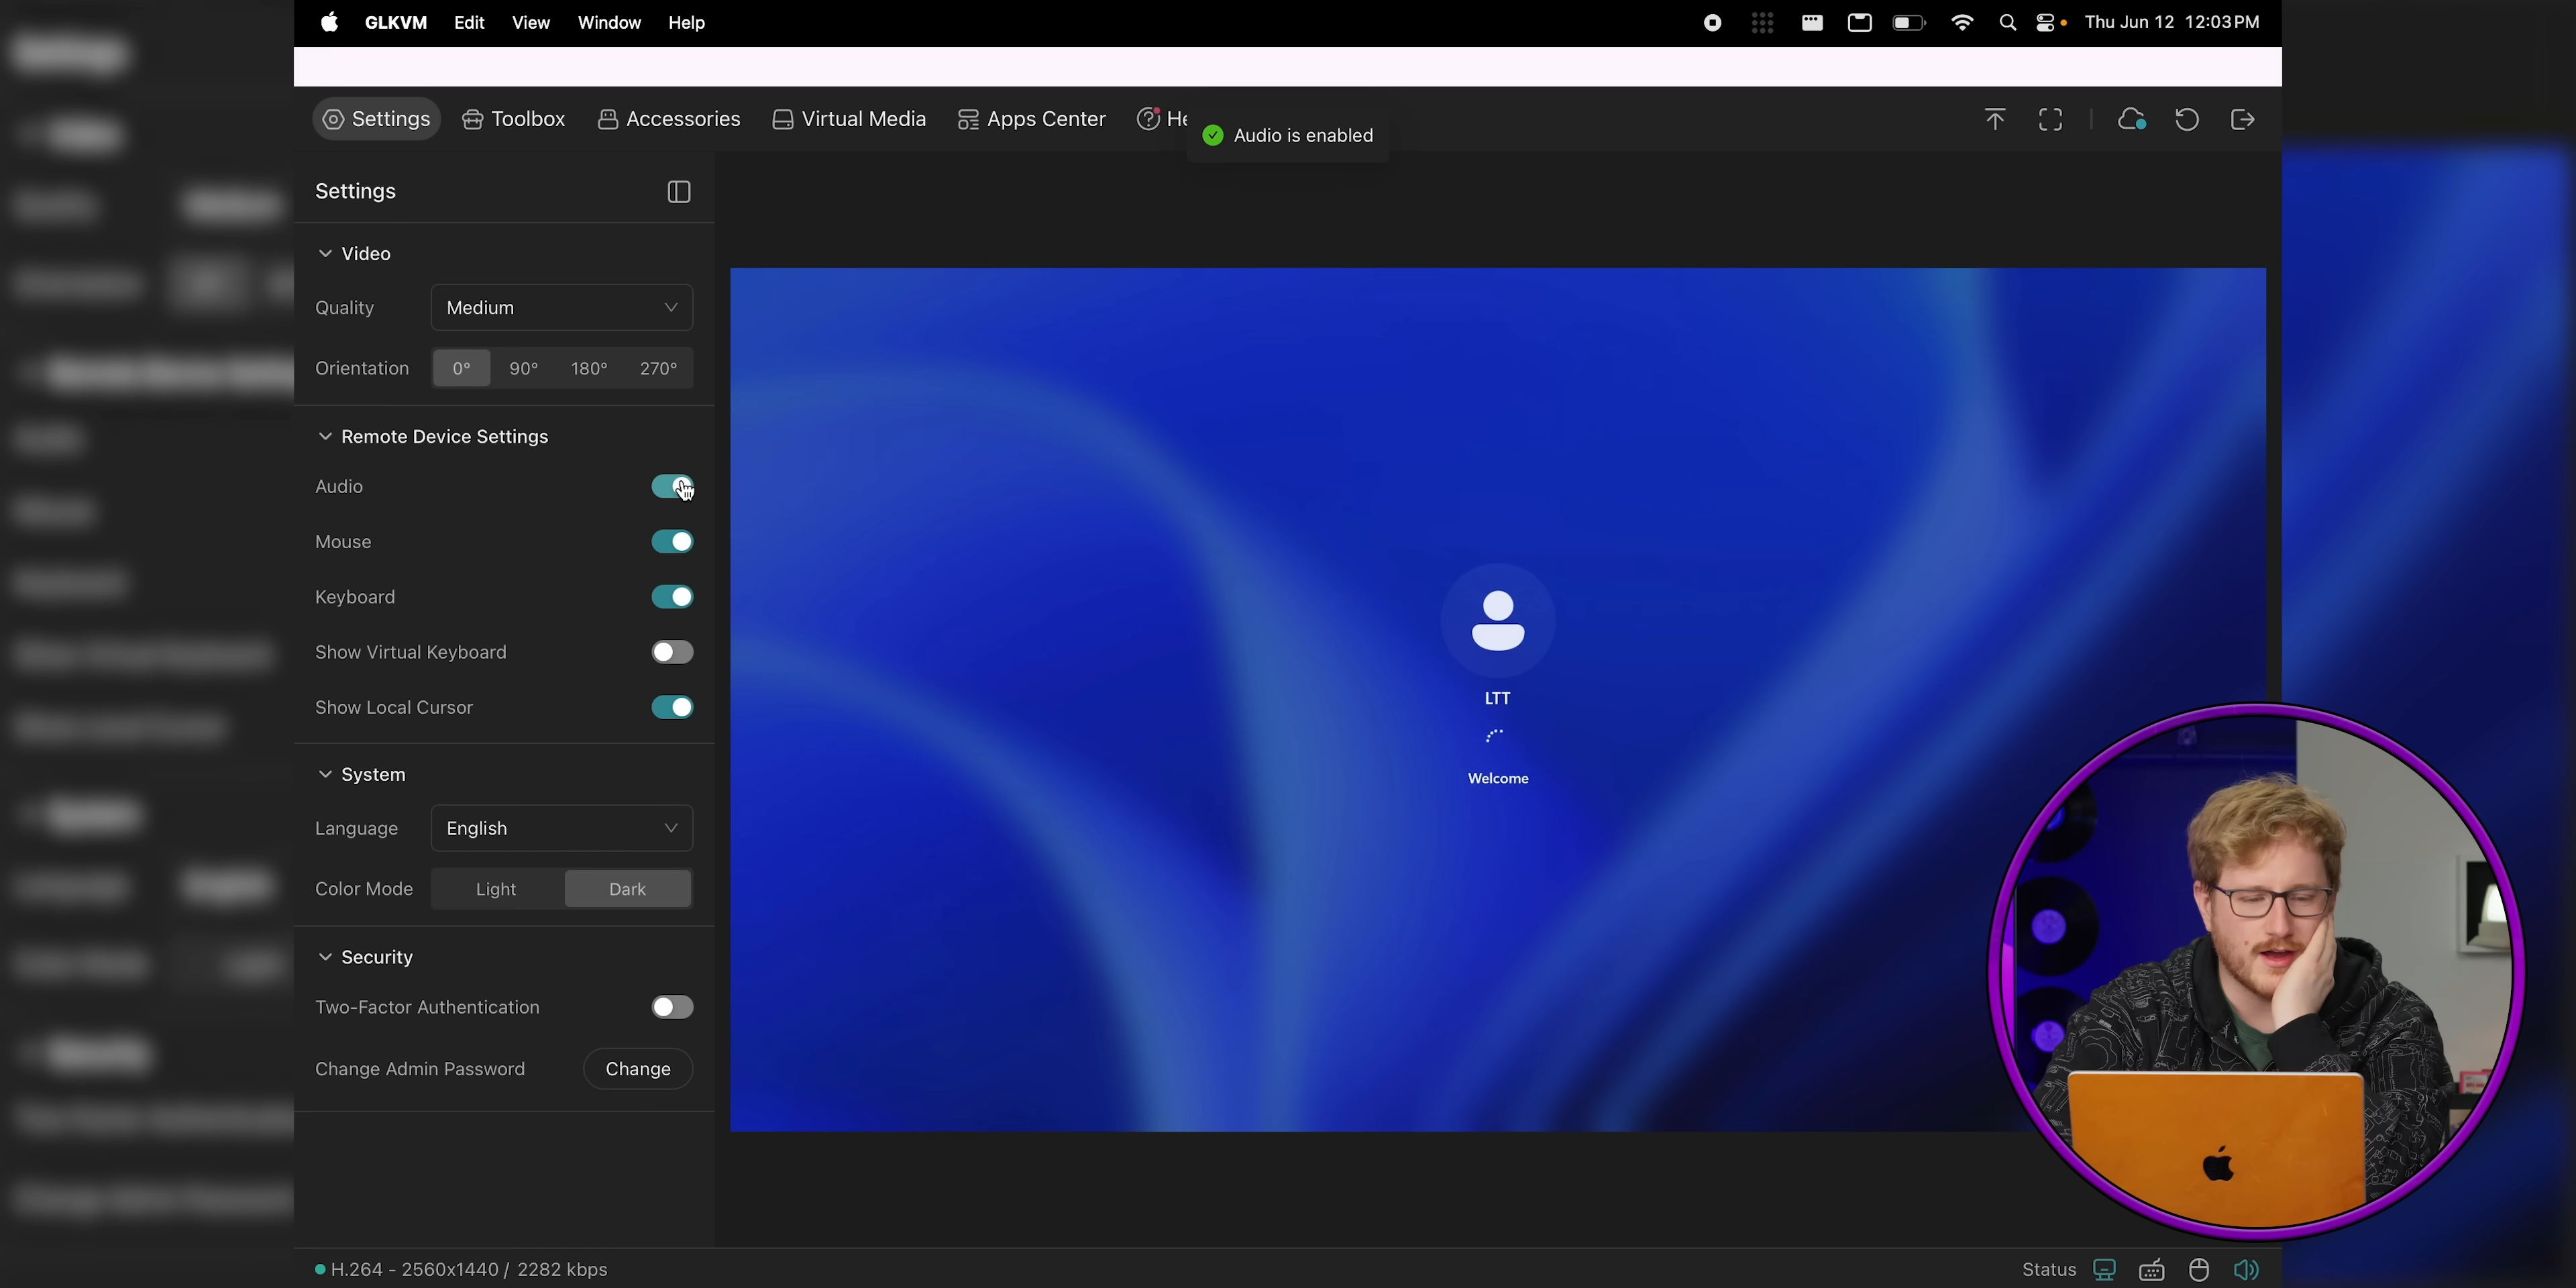 GLKVM Edit View Window Help Thu Jun 12 12:03 PM
Settings Toolbox Accessories Virtual Media Apps Center He
Audio is enabled
Settings
Video
Quality Medium
Orientation 0° 90° 180° 270°
Remote Device Settings
Audio
Mouse
Keyboard
Show Virtual Keyboard
Show Local Cursor
System
Language English
Color Mode Light Dark
Security
Two-Factor Authentication
Change Admin Password Change
LTT
Welcome
H.264 - 2560x1440 / 2282 kbps
Status